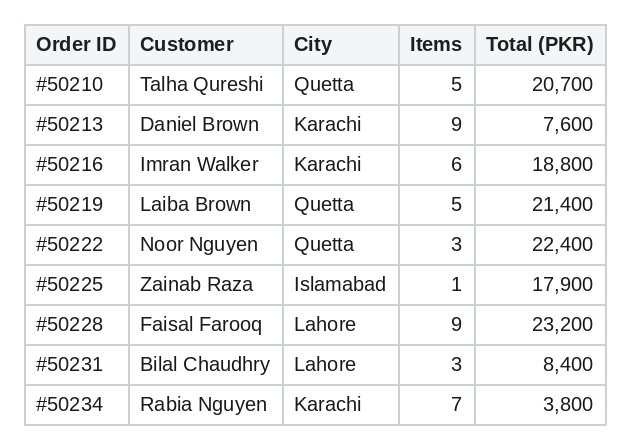 Order ID Customer City Items Total (PKR)
#50210 Talha Qureshi Quetta 5 20,700
#50213 Daniel Brown Karachi 9 7,600
#50216 Imran Walker Karachi 6 18,800
#50219 Laiba Brown Quetta 5 21,400
#50222 Noor Nguyen Quetta 3 22,400
#50225 Zainab Raza Islamabad 1 17,900
#50228 Faisal Farooq Lahore 9 23,200
#50231 Bilal Chaudhry Lahore 3 8,400
#50234 Rabia Nguyen Karachi 7 3,800